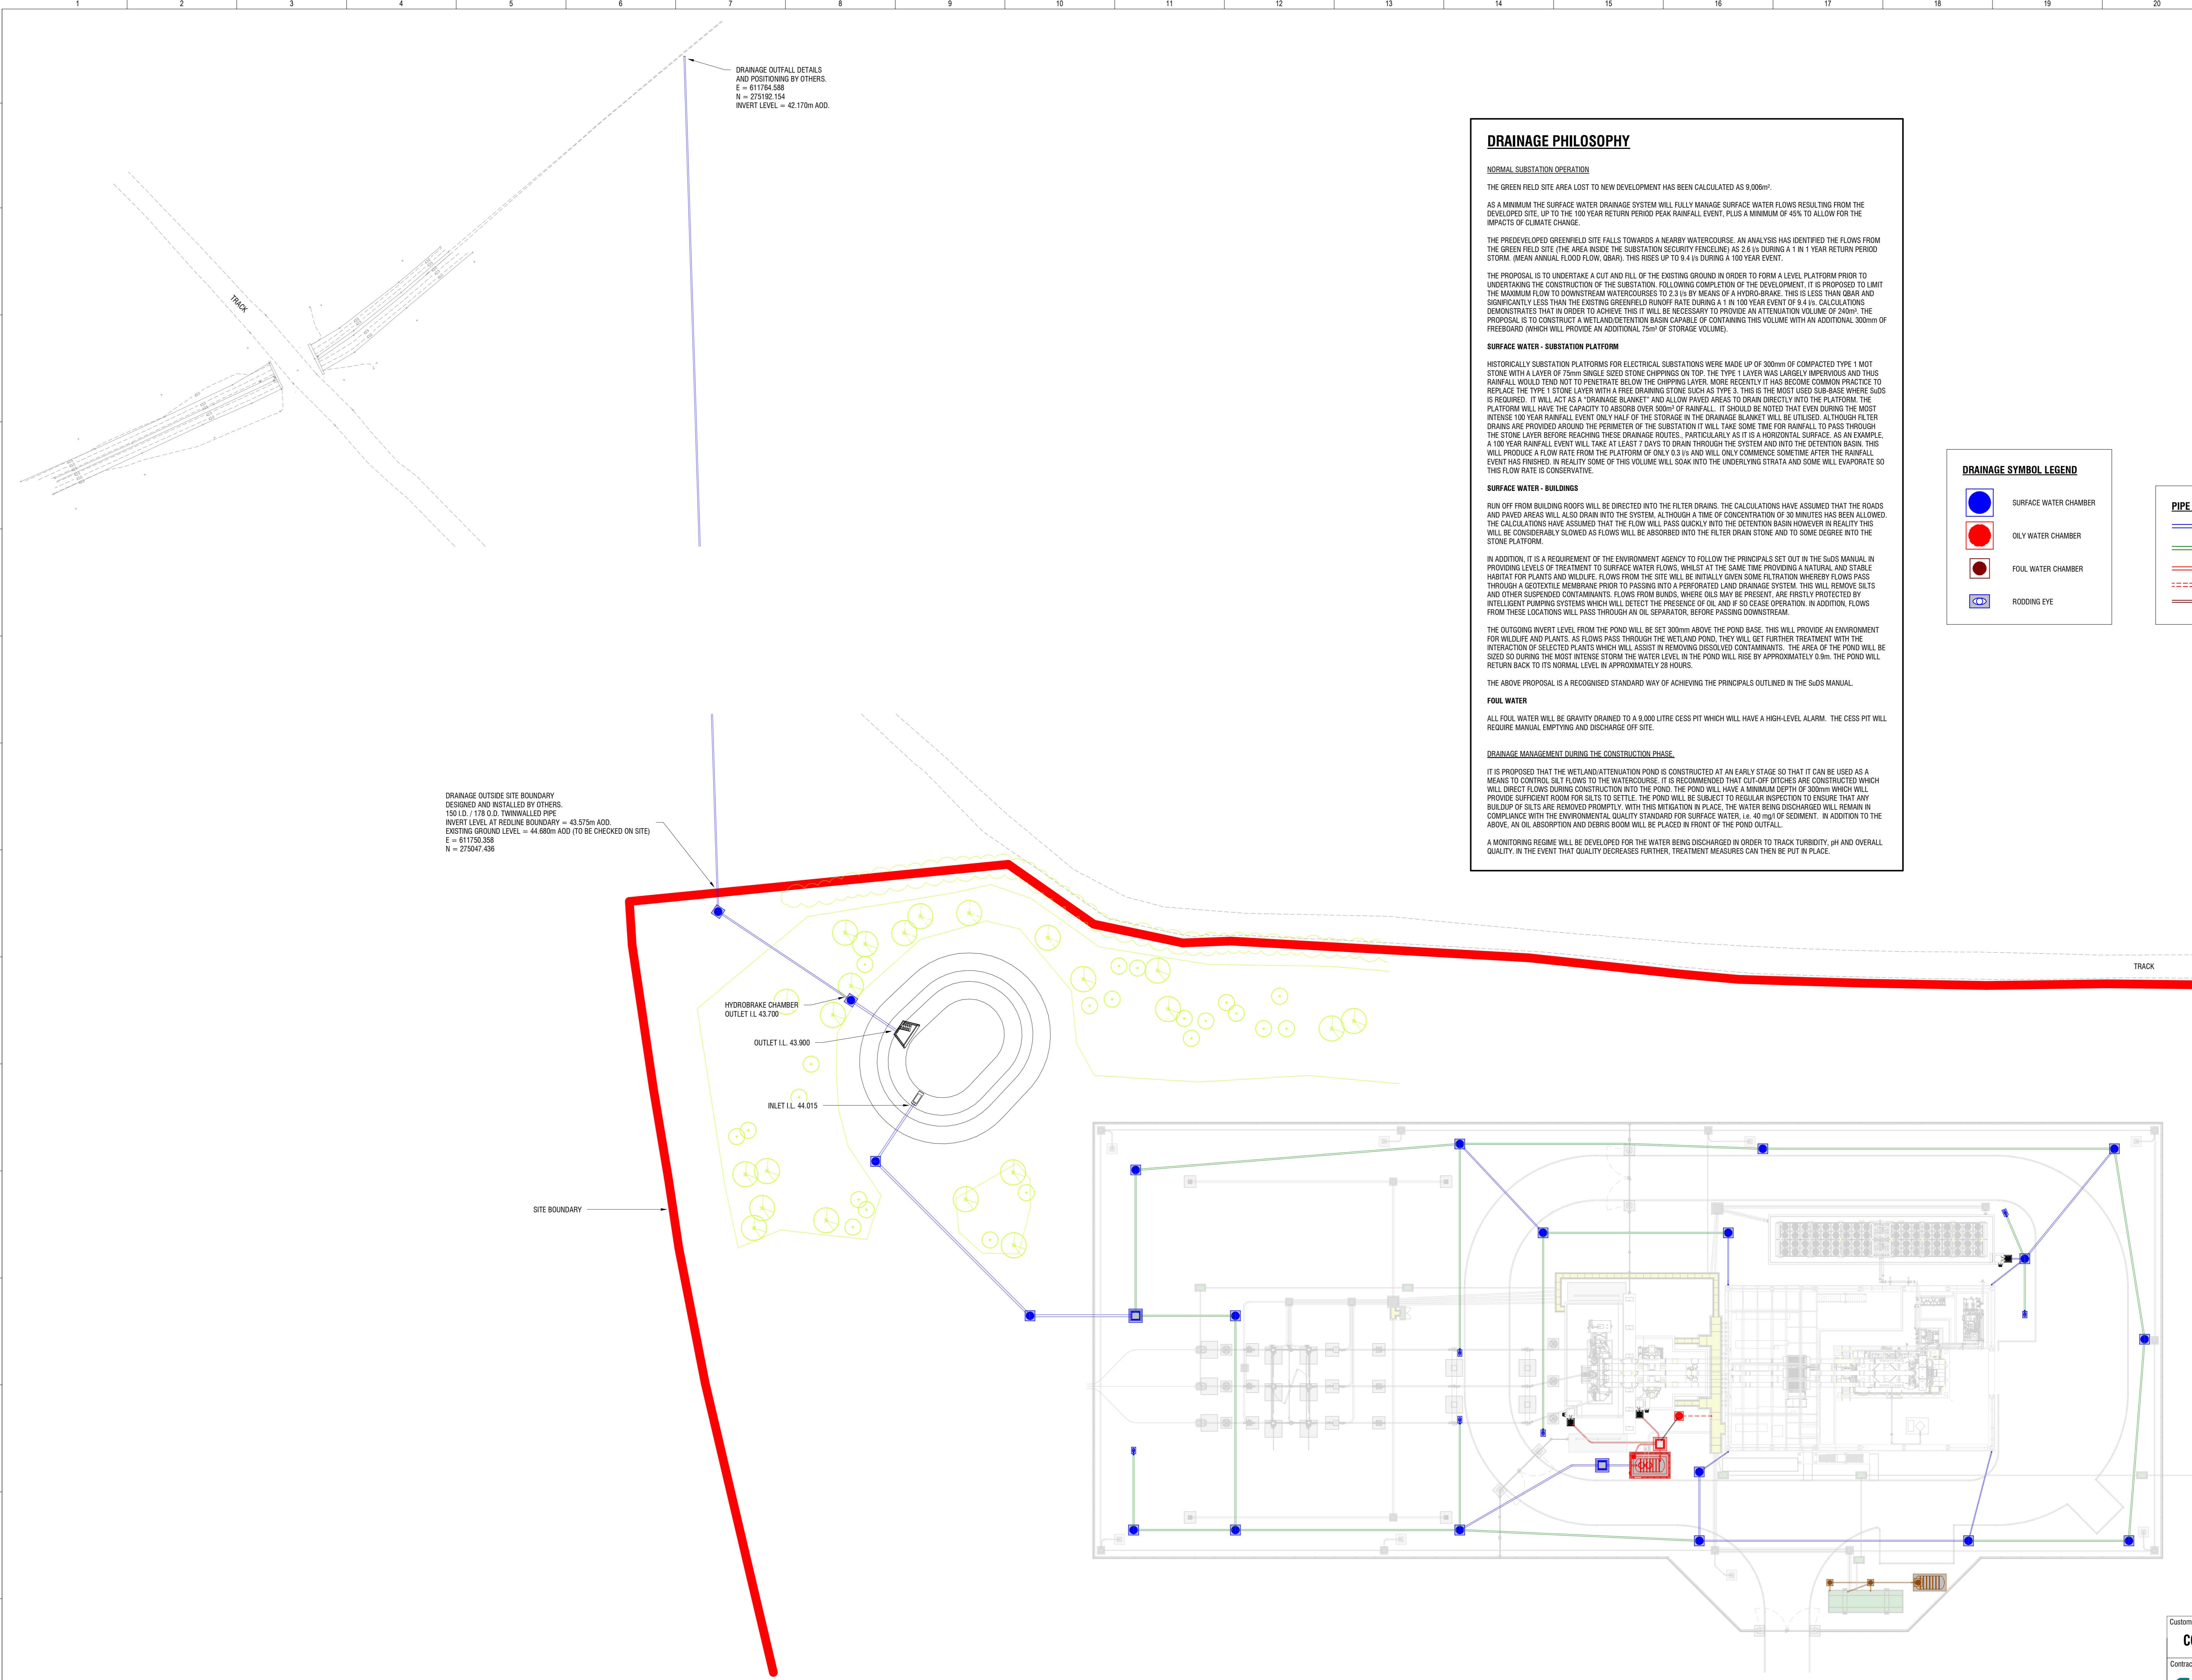 1 2 3 4 5 6 7 8 9 10 11 12 13 14 15 16 17 18 19 20
DRAINAGE OUTFALL DETAILS
AND POSITIONING BY OTHERS.
E = 611764.588
N = 275192.154
INVERT LEVEL = 42.170m AOD.
TRACK
DRAINAGE PHILOSOPHY
NORMAL SUBSTATION OPERATION
THE GREEN FIELD SITE AREA LOST TO NEW DEVELOPMENT HAS BEEN CALCULATED AS 9,006m².
AS A MINIMUM THE SURFACE WATER DRAINAGE SYSTEM WILL FULLY MANAGE SURFACE WATER FLOWS RESULTING FROM THE
DEVELOPED SITE, UP TO THE 100 YEAR RETURN PERIOD PEAK RAINFALL EVENT, PLUS A MINIMUM OF 45% TO ALLOW FOR THE
IMPACTS OF CLIMATE CHANGE.
THE PREDEVELOPED GREENFIELD SITE FALLS TOWARDS A NEARBY WATERCOURSE. AN ANALYSIS HAS IDENTIFIED THE FLOWS FROM
THE GREEN FIELD SITE (THE AREA INSIDE THE SUBSTATION SECURITY FENCELINE) AS 2.6 l/s DURING A 1 IN 1 YEAR RETURN PERIOD
STORM. (MEAN ANNUAL FLOOD FLOW, QBAR). THIS RISES UP TO 9.4 l/s DURING A 100 YEAR EVENT.
THE PROPOSAL IS TO UNDERTAKE A CUT AND FILL OF THE EXISTING GROUND IN ORDER TO FORM A LEVEL PLATFORM PRIOR TO
UNDERTAKING THE CONSTRUCTION OF THE SUBSTATION. FOLLOWING COMPLETION OF THE DEVELOPMENT, IT IS PROPOSED TO LIMIT
THE MAXIMUM FLOW TO DOWNSTREAM WATERCOURSES TO 2.3 l/s BY MEANS OF A HYDRO-BRAKE. THIS IS LESS THAN QBAR AND
SIGNIFICANTLY LESS THAN THE EXISTING GREENFIELD RUNOFF RATE DURING A 1 IN 100 YEAR EVENT OF 9.4 l/s. CALCULATIONS
DEMONSTRATES THAT IN ORDER TO ACHIEVE THIS IT WILL BE NECESSARY TO PROVIDE AN ATTENUATION VOLUME OF 240m³. THE
PROPOSAL IS TO CONSTRUCT A WETLAND/DETENTION BASIN CAPABLE OF CONTAINING THIS VOLUME WITH AN ADDITIONAL 300mm OF
FREEBOARD (WHICH WILL PROVIDE AN ADDITIONAL 75m³ OF STORAGE VOLUME).
SURFACE WATER - SUBSTATION PLATFORM
HISTORICALLY SUBSTATION PLATFORMS FOR ELECTRICAL SUBSTATIONS WERE MADE UP OF 300mm OF COMPACTED TYPE 1 MOT
STONE WITH A LAYER OF 75mm SINGLE SIZED STONE CHIPPINGS ON TOP. THE TYPE 1 LAYER WAS LARGELY IMPERVIOUS AND THUS
RAINFALL WOULD TEND NOT TO PENETRATE BELOW THE CHIPPING LAYER. MORE RECENTLY IT HAS BECOME COMMON PRACTICE TO
REPLACE THE TYPE 1 STONE LAYER WITH A FREE DRAINING STONE SUCH AS TYPE 3. THIS IS THE MOST USED SUB-BASE WHERE SuDS
IS REQUIRED.  IT WILL ACT AS A "DRAINAGE BLANKET" AND ALLOW PAVED AREAS TO DRAIN DIRECTLY INTO THE PLATFORM. THE
PLATFORM WILL HAVE THE CAPACITY TO ABSORB OVER 500m³ OF RAINFALL.  IT SHOULD BE NOTED THAT EVEN DURING THE MOST
INTENSE 100 YEAR RAINFALL EVENT ONLY HALF OF THE STORAGE IN THE DRAINAGE BLANKET WILL BE UTILISED. ALTHOUGH FILTER
DRAINS ARE PROVIDED AROUND THE PERIMETER OF THE SUBSTATION IT WILL TAKE SOME TIME FOR RAINFALL TO PASS THROUGH
THE STONE LAYER BEFORE REACHING THESE DRAINAGE ROUTES., PARTICULARLY AS IT IS A HORIZONTAL SURFACE. AS AN EXAMPLE,
A 100 YEAR RAINFALL EVENT WILL TAKE AT LEAST 7 DAYS TO DRAIN THROUGH THE SYSTEM AND INTO THE DETENTION BASIN. THIS
WILL PRODUCE A FLOW RATE FROM THE PLATFORM OF ONLY 0.3 l/s AND WILL ONLY COMMENCE SOMETIME AFTER THE RAINFALL
EVENT HAS FINISHED. IN REALITY SOME OF THIS VOLUME WILL SOAK INTO THE UNDERLYING STRATA AND SOME WILL EVAPORATE SO
THIS FLOW RATE IS CONSERVATIVE.
SURFACE WATER - BUILDINGS
RUN OFF FROM BUILDING ROOFS WILL BE DIRECTED INTO THE FILTER DRAINS. THE CALCULATIONS HAVE ASSUMED THAT THE ROADS
AND PAVED AREAS WILL ALSO DRAIN INTO THE SYSTEM, ALTHOUGH A TIME OF CONCENTRATION OF 30 MINUTES HAS BEEN ALLOWED.
THE CALCULATIONS HAVE ASSUMED THAT THE FLOW WILL PASS QUICKLY INTO THE DETENTION BASIN HOWEVER IN REALITY THIS
WILL BE CONSIDERABLY SLOWED AS FLOWS WILL BE ABSORBED INTO THE FILTER DRAIN STONE AND TO SOME DEGREE INTO THE
STONE PLATFORM.
IN ADDITION, IT IS A REQUIREMENT OF THE ENVIRONMENT AGENCY TO FOLLOW THE PRINCIPALS SET OUT IN THE SuDS MANUAL IN
PROVIDING LEVELS OF TREATMENT TO SURFACE WATER FLOWS, WHILST AT THE SAME TIME PROVIDING A NATURAL AND STABLE
HABITAT FOR PLANTS AND WILDLIFE. FLOWS FROM THE SITE WILL BE INITIALLY GIVEN SOME FILTRATION WHEREBY FLOWS PASS
THROUGH A GEOTEXTILE MEMBRANE PRIOR TO PASSING INTO A PERFORATED LAND DRAINAGE SYSTEM. THIS WILL REMOVE SILTS
AND OTHER SUSPENDED CONTAMINANTS. FLOWS FROM BUNDS, WHERE OILS MAY BE PRESENT, ARE FIRSTLY PROTECTED BY
INTELLIGENT PUMPING SYSTEMS WHICH WILL DETECT THE PRESENCE OF OIL AND IF SO CEASE OPERATION. IN ADDITION, FLOWS
FROM THESE LOCATIONS WILL PASS THROUGH AN OIL SEPARATOR, BEFORE PASSING DOWNSTREAM.
THE OUTGOING INVERT LEVEL FROM THE POND WILL BE SET 300mm ABOVE THE POND BASE. THIS WILL PROVIDE AN ENVIRONMENT
FOR WILDLIFE AND PLANTS. AS FLOWS PASS THROUGH THE WETLAND POND, THEY WILL GET FURTHER TREATMENT WITH THE
INTERACTION OF SELECTED PLANTS WHICH WILL ASSIST IN REMOVING DISSOLVED CONTAMINANTS.  THE AREA OF THE POND WILL BE
SIZED SO DURING THE MOST INTENSE STORM THE WATER LEVEL IN THE POND WILL RISE BY APPROXIMATELY 0.9m. THE POND WILL
RETURN BACK TO ITS NORMAL LEVEL IN APPROXIMATELY 28 HOURS.
THE ABOVE PROPOSAL IS A RECOGNISED STANDARD WAY OF ACHIEVING THE PRINCIPALS OUTLINED IN THE SuDS MANUAL.
FOUL WATER
ALL FOUL WATER WILL BE GRAVITY DRAINED TO A 9,000 LITRE CESS PIT WHICH WILL HAVE A HIGH-LEVEL ALARM.  THE CESS PIT WILL
REQUIRE MANUAL EMPTYING AND DISCHARGE OFF SITE.
DRAINAGE MANAGEMENT DURING THE CONSTRUCTION PHASE.
IT IS PROPOSED THAT THE WETLAND/ATTENUATION POND IS CONSTRUCTED AT AN EARLY STAGE SO THAT IT CAN BE USED AS A
MEANS TO CONTROL SILT FLOWS TO THE WATERCOURSE. IT IS RECOMMENDED THAT CUT-OFF DITCHES ARE CONSTRUCTED WHICH
WILL DIRECT FLOWS DURING CONSTRUCTION INTO THE POND. THE POND WILL HAVE A MINIMUM DEPTH OF 300mm WHICH WILL
PROVIDE SUFFICIENT ROOM FOR SILTS TO SETTLE. THE POND WILL BE SUBJECT TO REGULAR INSPECTION TO ENSURE THAT ANY
BUILDUP OF SILTS ARE REMOVED PROMPTLY. WITH THIS MITIGATION IN PLACE, THE WATER BEING DISCHARGED WILL REMAIN IN
COMPLIANCE WITH THE ENVIRONMENTAL QUALITY STANDARD FOR SURFACE WATER, i.e. 40 mg/l OF SEDIMENT.  IN ADDITION TO THE
ABOVE, AN OIL ABSORPTION AND DEBRIS BOOM WILL BE PLACED IN FRONT OF THE POND OUTFALL.
A MONITORING REGIME WILL BE DEVELOPED FOR THE WATER BEING DISCHARGED IN ORDER TO TRACK TURBIDITY, pH AND OVERALL
QUALITY. IN THE EVENT THAT QUALITY DECREASES FURTHER, TREATMENT MEASURES CAN THEN BE PUT IN PLACE.
DRAINAGE SYMBOL LEGEND
SURFACE WATER CHAMBER
OILY WATER CHAMBER
FOUL WATER CHAMBER
RODDING EYE
PIPE
DRAINAGE OUTSIDE SITE BOUNDARY
DESIGNED AND INSTALLED BY OTHERS.
150 I.D. / 178 O.D. TWINWALLED PIPE
INVERT LEVEL AT REDLINE BOUNDARY = 43.575m AOD.
EXISTING GROUND LEVEL = 44.680m AOD (TO BE CHECKED ON SITE)
E = 611750.358
N = 275047.436
TRACK
HYDROBRAKE CHAMBER
OUTLET I.L 43.700
OUTLET I.L. 43.900
INLET I.L. 44.015
SITE BOUNDARY
Custom
CO
Contrac